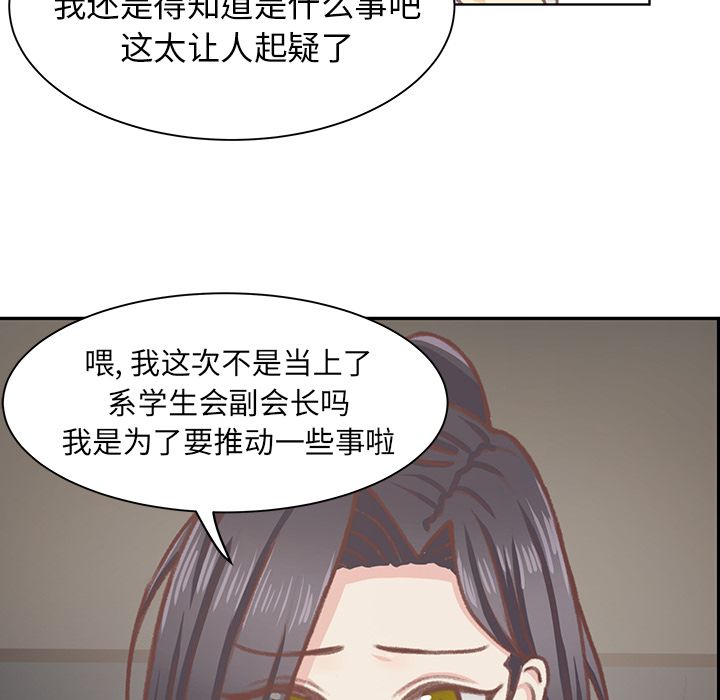 我还是得知道是什么事吧
这太让人起疑了
喂, 我这次不是当上了
系学生会副会长吗
我是为了要推动一些事啦